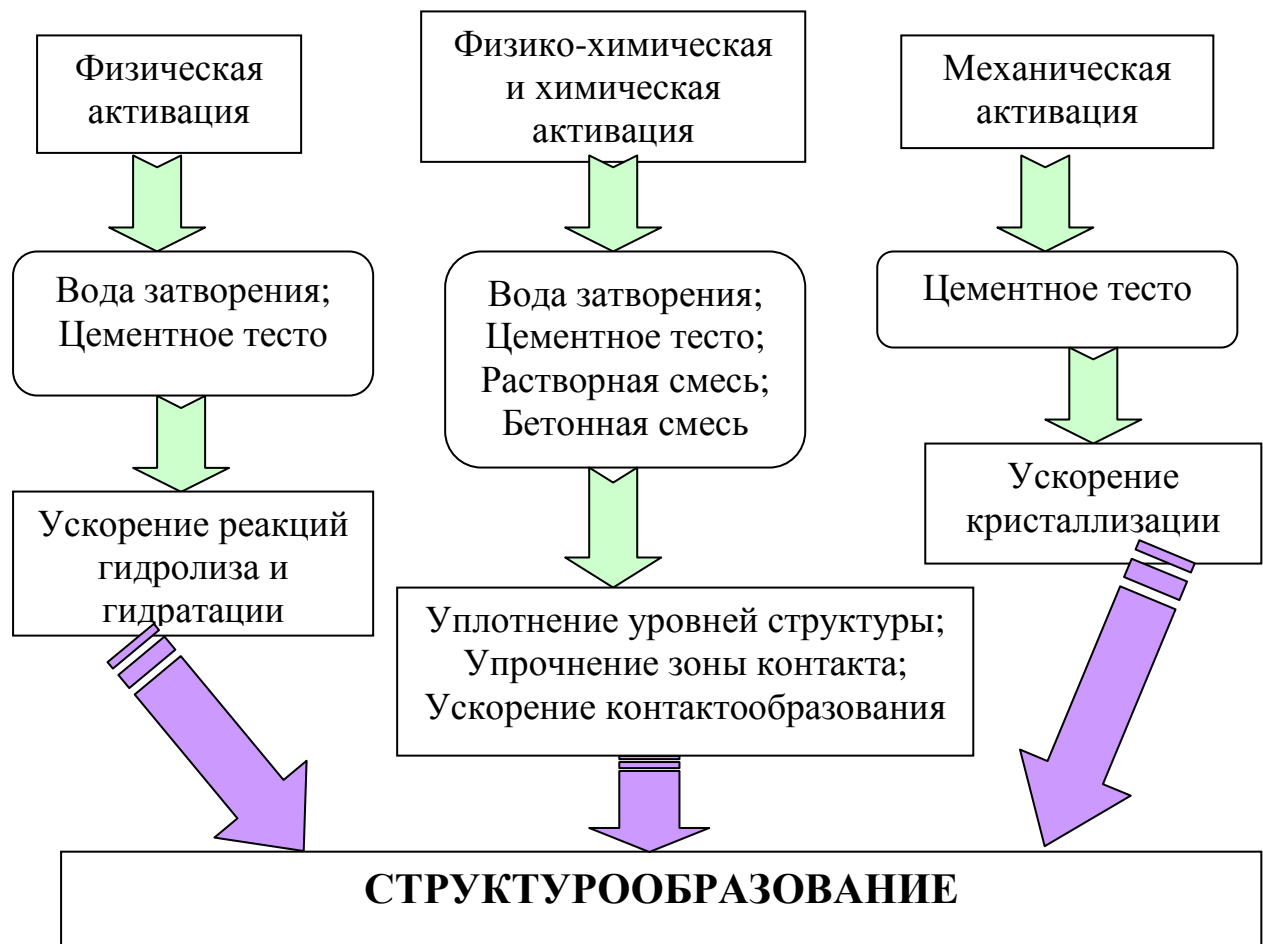 Физическая
активация
Физико-химическая
и химическая
активация
Механическая
активация
Вода затворения;
Цементное тесто
Вода затворения;
Цементное тесто;
Растворная смесь;
Бетонная смесь
Цементное тесто
Ускорение реакций
гидролиза и
гидратации
Уплотнение уровней структуры;
Упрочнение зоны контакта;
Ускорение контактообразования
Ускорение
кристаллизации
СТРУКТУРООБРАЗОВАНИЕ